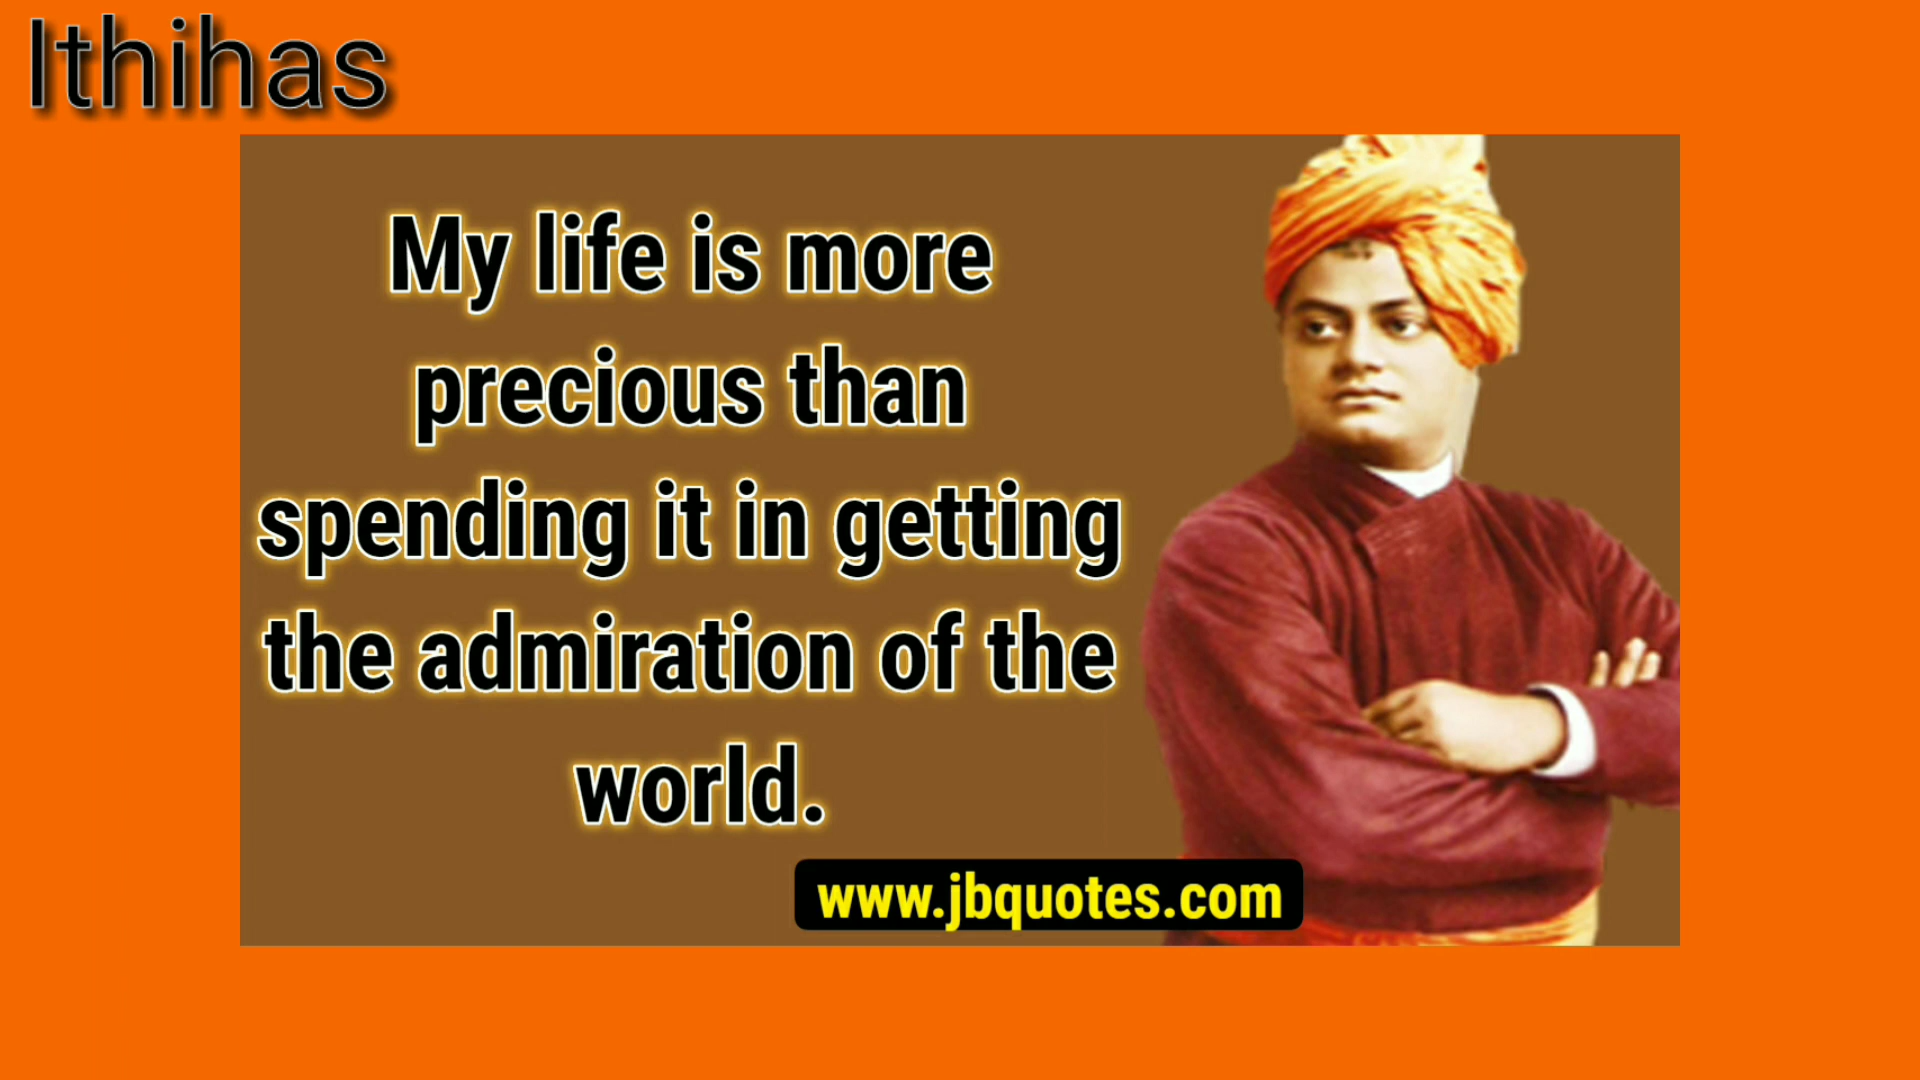 Ithihas
My life is more
precious than
spending it in getting
the admiration of the
world.
www.jbquotes.com